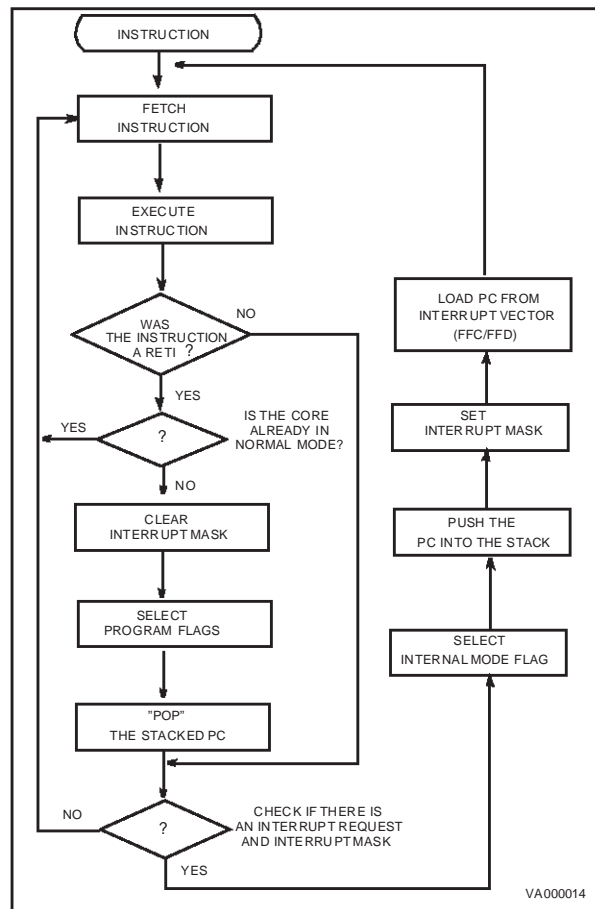 INSTRUCTION
FETCH
INSTRUCTION
EXECUTE
INSTRUCTION
WAS
THE INSTRUCTION
A RETI ?
NO
YES
?
IS THE CORE
ALREADY IN
NORMAL MODE?
YES
NO
CLEAR
INTERRUPT MASK
SELECT
PROGRAM FLAGS
"POP"
THE STACKED PC
?
NO
CHECK IF THERE IS
AN INTERRUPT REQUEST
AND INTERRUPT MASK
YES
SELECT
INTERNAL MODE FLAG
PUSH THE
PC INTO THE STACK
SET
INTERRUPT MASK
LOAD PC FROM
INTERRUPT VECTOR
(FFC/FFD)
VA000014